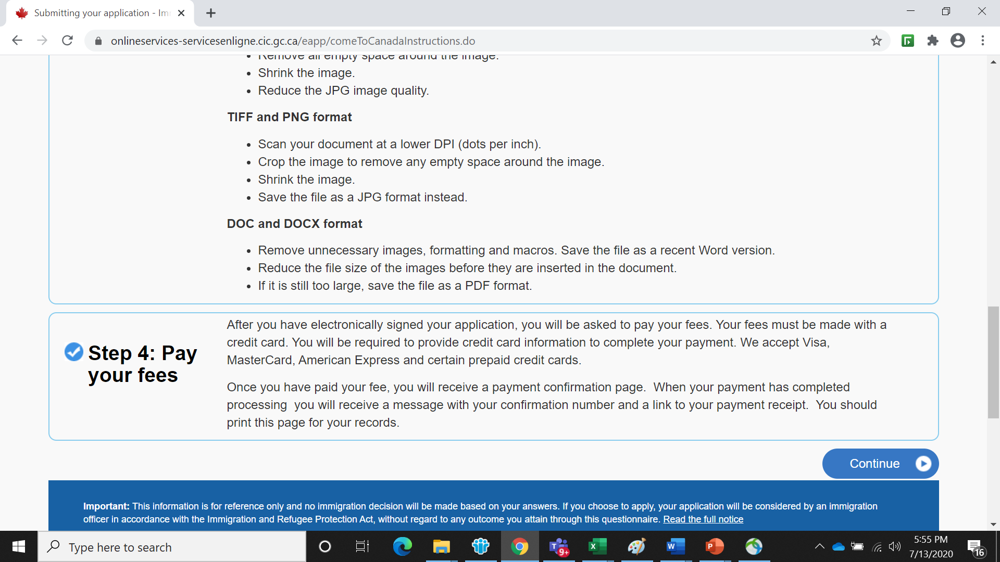 Submitting your application - Im
onlineservices-servicesenligne.cic.gc.ca/eapp/comeToCanadaInstructions.do
• Remove all empty space around the image.
• Shrink the image.
• Reduce the JPG image quality.
TIFF and PNG format
• Scan your document at a lower DPI (dots per inch).
• Crop the image to remove any empty space around the image.
• Shrink the image.
• Save the file as a JPG format instead.
DOC and DOCX format
• Remove unnecessary images, formatting and macros. Save the file as a recent Word version.
• Reduce the file size of the images before they are inserted in the document.
• If it is still too large, save the file as a PDF format.
Step 4: Pay
your fees
After you have electronically signed your application, you will be asked to pay your fees. Your fees must be made with a
credit card. You will be required to provide credit card information to complete your payment. We accept Visa,
MasterCard, American Express and certain prepaid credit cards.
Once you have paid your fee, you will receive a payment confirmation page.  When your payment has completed
processing  you will receive a message with your confirmation number and a link to your payment receipt.  You should
print this page for your records.
Continue
Important: This information is for reference only and no immigration decision will be made based on your answers. If you choose to apply, your application will be considered by an immigration
officer in accordance with the Immigration and Refugee Protection Act, without regard to any outcome you attain through this questionnaire. Read the full notice
Type here to search
T
9+
X
W
P
5:55 PM
7/13/2020
16